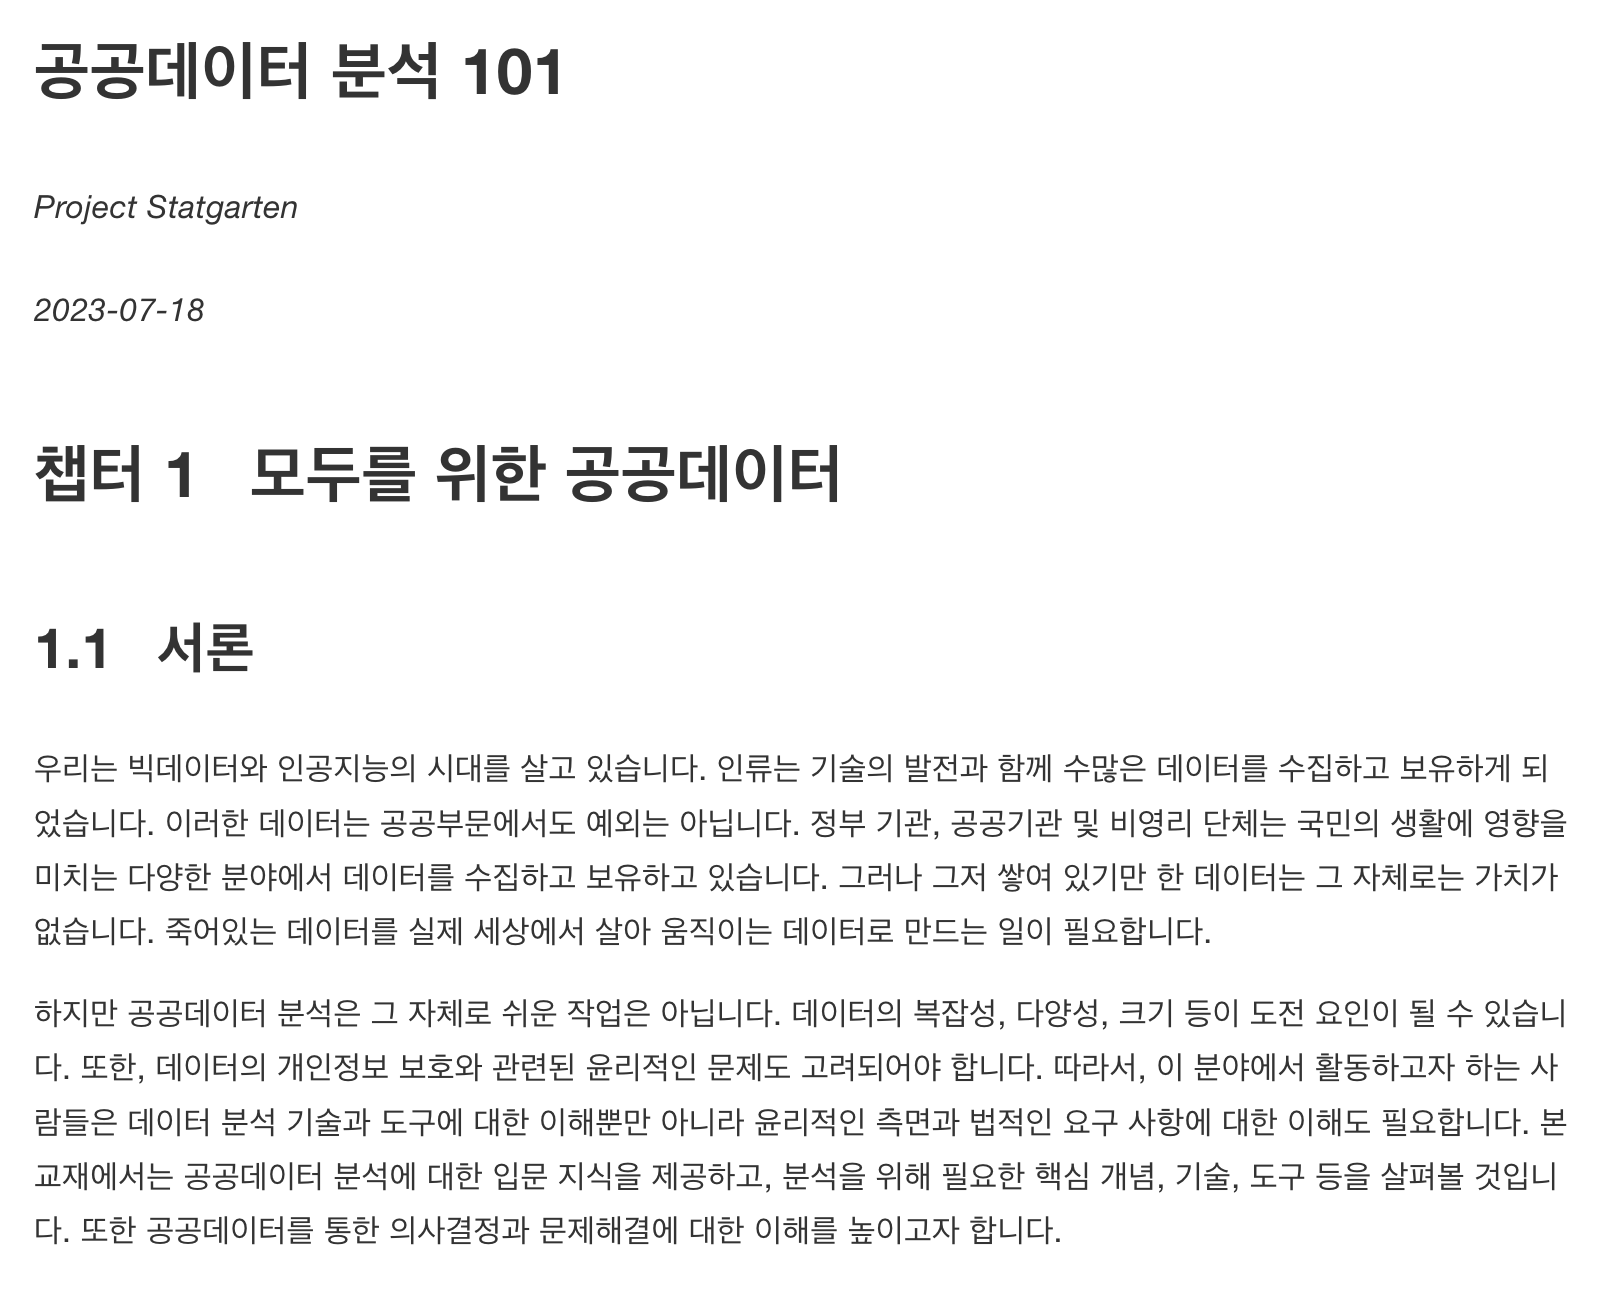 공공데이터 분석 101
Project Statgarten
2023-07-18
챕터 1 모두를 위한 공공데이터
1.1 서론
우리는 빅데이터와 인공지능의 시대를 살고 있습니다. 인류는 기술의 발전과 함께 수많은 데이터를 수집하고 보유하게 되
었습니다. 이러한 데이터는 공공부문에서도 예외는 아닙니다. 정부 기관, 공공기관 및 비영리 단체는 국민의 생활에 영향을
미치는 다양한 분야에서 데이터를 수집하고 보유하고 있습니다. 그러나 그저 쌓여 있기만 한 데이터는 그 자체로는 가치가
없습니다. 죽어있는 데이터를 실제 세상에서 살아 움직이는 데이터로 만드는 일이 필요합니다.
하지만 공공데이터 분석은 그 자체로 쉬운 작업은 아닙니다. 데이터의 복잡성, 다양성, 크기 등이 도전 요인이 될 수 있습니
다. 또한, 데이터의 개인정보 보호와 관련된 윤리적인 문제도 고려되어야 합니다. 따라서, 이 분야에서 활동하고자 하는 사
람들은 데이터 분석 기술과 도구에 대한 이해뿐만 아니라 윤리적인 측면과 법적인 요구 사항에 대한 이해도 필요합니다. 본
교재에서는 공공데이터 분석에 대한 입문 지식을 제공하고, 분석을 위해 필요한 핵심 개념, 기술, 도구 등을 살펴볼 것입니
다. 또한 공공데이터를 통한 의사결정과 문제해결에 대한 이해를 높이고자 합니다.